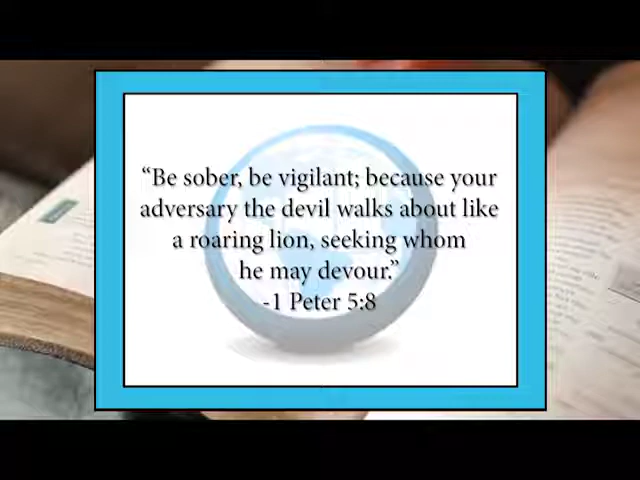 “Be sober, be vigilant; because your
adversary the devil walks about like
a roaring lion, seeking whom
he may devour.”
-1 Peter 5:8